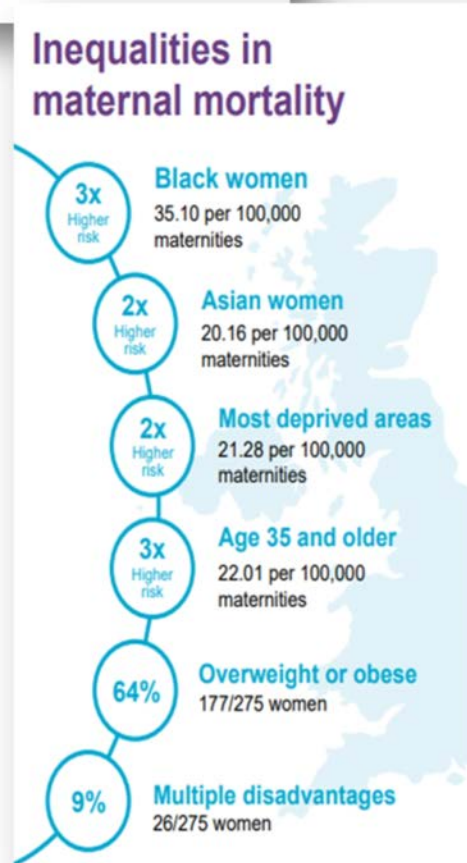 Inequalities in
maternal mortality
3x
Higher
risk
Black women
35.10 per 100,000
maternities
2x
Higher
risk
Asian women
20.16 per 100,000
maternities
2x
Higher
risk
Most deprived areas
21.28 per 100,000
maternities
3x
Higher
risk
Age 35 and older
22.01 per 100,000
maternities
64%
Overweight or obese
177/275 women
9%
Multiple disadvantages
26/275 women